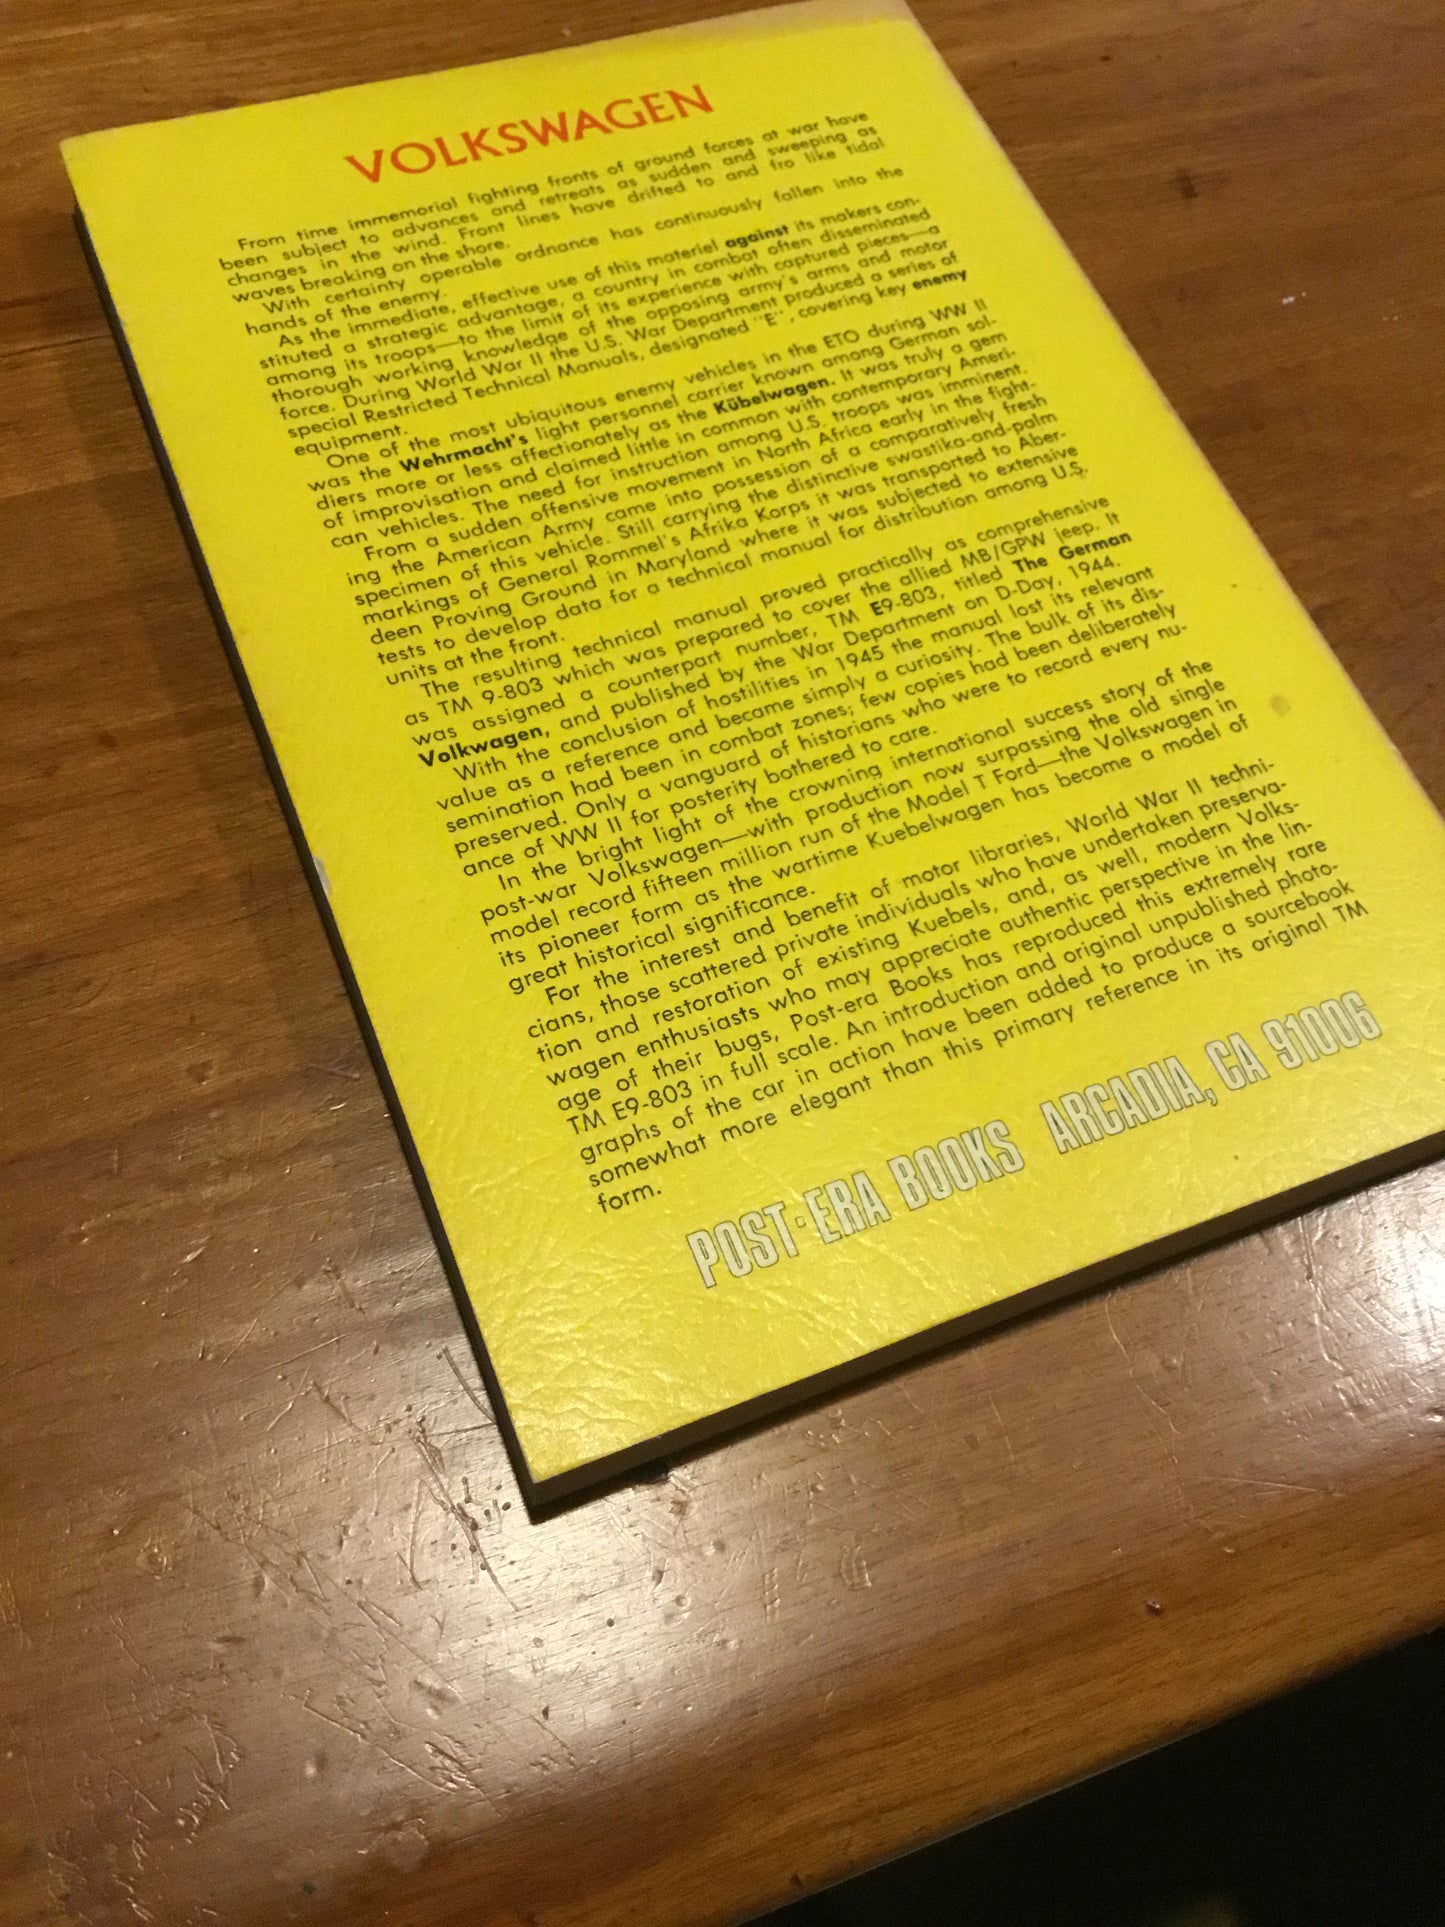 VOLKSWAGEN
From time immemorial fighting fronts of ground forces at war have
been subject to advances and retreats as sudden and sweeping as
changes in the wind. Front lines have drifted to and fro like tidal
waves breaking on the shore.
With certainty operable ordnance has continuously fallen into the
hands of the enemy.
As the immediate, effective use of this materiel against its makers con-
stituted a strategic advantage, a country in combat often disseminated
among its troops—to the limit of its experience with captured pieces—a
thorough working knowledge of the opposing army's arms and motor
force. During World War II the U.S. War Department produced a series of
special Restricted Technical Manuals, designated "E", covering key enemy
equipment.
One of the most ubiquitous enemy vehicles in the ETO during WW II
was the Wehrmacht's light personnel carrier known among German sol-
diers more or less affectionately as the Kübelwagen. It was truly a gem
of improvisation and claimed little in common with contemporary Ameri-
can vehicles. The need for instruction among U.S. troops was imminent.
From a sudden offensive movement in North Africa early in the fight-
ing the American Army came into possession of a comparatively fresh
specimen of this vehicle. Still carrying the distinctive swastika-and-palm
markings of General Rommel's Afrika Korps it was transported to Aber-
deen Proving Ground in Maryland where it was subjected to extensive
tests to develop data for a technical manual for distribution among U.S.
units at the front.
The resulting technical manual proved practically as comprehensive
as TM 9-803 which was prepared to cover the allied MB/GPW jeep. It
was assigned a counterpart number, TM E9-803, titled The German
Volkwagen, and published by the War Department on D-Day, 1944.
With the conclusion of hostilities in 1945 the manual lost its relevant
value as a reference and became simply a curiosity. The bulk of its dis-
semination had been in combat zones; few copies had been deliberately
preserved. Only a vanguard of historians who were to record every nu-
ance of WW II for posterity bothered to care.
In the bright light of the crowning international success story of the
post-war Volkswagen—with production now surpassing the old single
model record fifteen million run of the Model T Ford—the Volkswagen in
its pioneer form as the wartime Kuebelwagen has become a model of
great historical significance.
For the interest and benefit of motor libraries, World War II techni-
cians, those scattered private individuals who have undertaken preserva-
tion and restoration of existing Kuebels, and, as well, modern Volks-
wagen enthusiasts who may appreciate authentic perspective in the lin-
age of their bugs, Post-era Books has reproduced this extremely rare
TM E9-803 in full scale. An introduction and original unpublished photo-
graphs of the car in action have been added to produce a sourcebook
somewhat more elegant than this primary reference in its original TM
form.
POST-ERA BOOKS ARCADIA, CA 91006